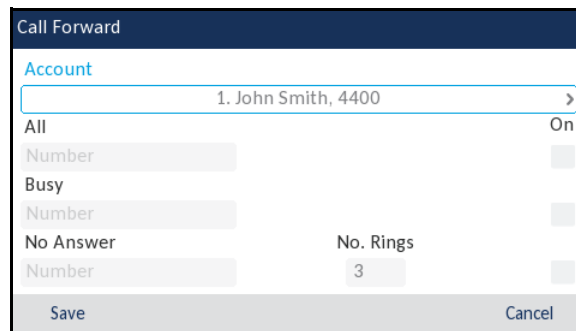 Call Forward
Account
1. John Smith, 4400 >
All On
Number
Busy
Number
No Answer No. Rings
Number 3
Save Cancel